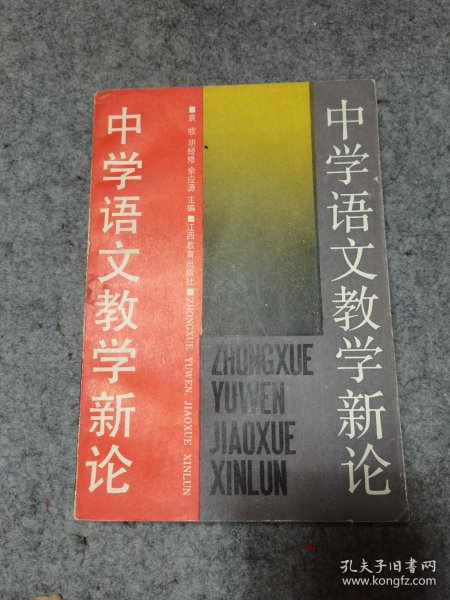 中学语文教学新论
■袁 牧 胡经修 余应源 主编■江西教育出版社■ZHONGXUE YUWEN JIAOXUE XINLUN
ZHONGXUE
YUWEN
JIAOXUE
XINLUN
中学语文教学新论
孔夫子旧书网
www.kongfz.com